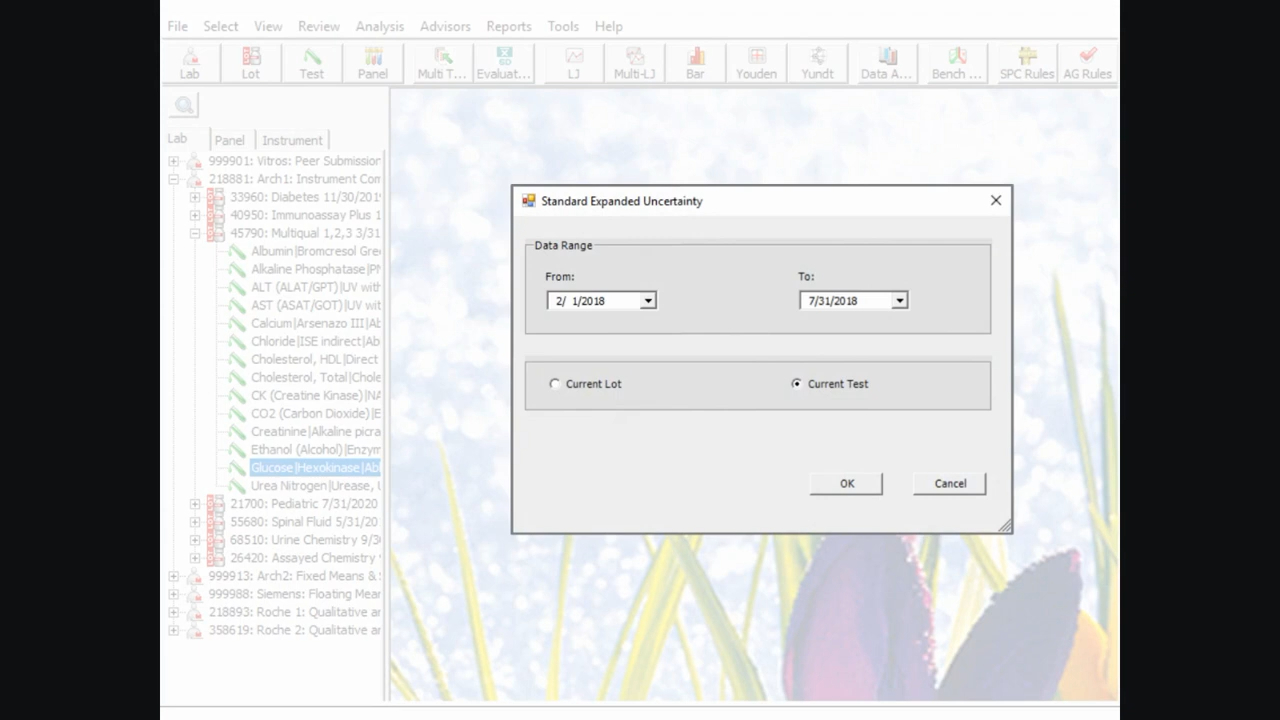 File Select View Review Analysis Advisors Reports Tools Help
Lab Lot Test Panel Multi T... Evaluat... LJ Multi-LJ Bar Youden Yundt Data A... Bench ... SPC Rules AG Rules
Lab Panel Instrument
999901: Vitros: Peer Submission
218881: Arch1: Instrument Com
33960: Diabetes 11/30/201
40950: Immunoassay Plus 1
45790: Multiqual 1,2,3 3/31
Albumin|Bromcresol Gre
Alkaline Phosphatase|PN
ALT (ALAT/GPT)|UV with
AST (ASAT/GOT)|UV wit
Calcium|Arsenazo III|Ab
Chloride|ISE indirect|Ab
Cholesterol, HDL|Direct
Cholesterol, Total|Chole
CK (Creatine Kinase)|NA
CO2 (Carbon Dioxide)|E
Creatinine|Alkaline picra
Ethanol (Alcohol)|Enzym
Glucose|Hexokinase|Ab
Urea Nitrogen|Urease, U
21700: Pediatric 7/31/2020
55680: Spinal Fluid 5/31/20
68510: Urine Chemistry 9/3
26420: Assayed Chemistry
999913: Arch2: Fixed Means &
999988: Siemens: Floating Mear
218893: Roche 1: Qualitative ar
358619: Roche 2: Qualitative ar
Standard Expanded Uncertainty
Data Range
From: To:
2/ 1/2018 7/31/2018
Current Lot Current Test
OK Cancel